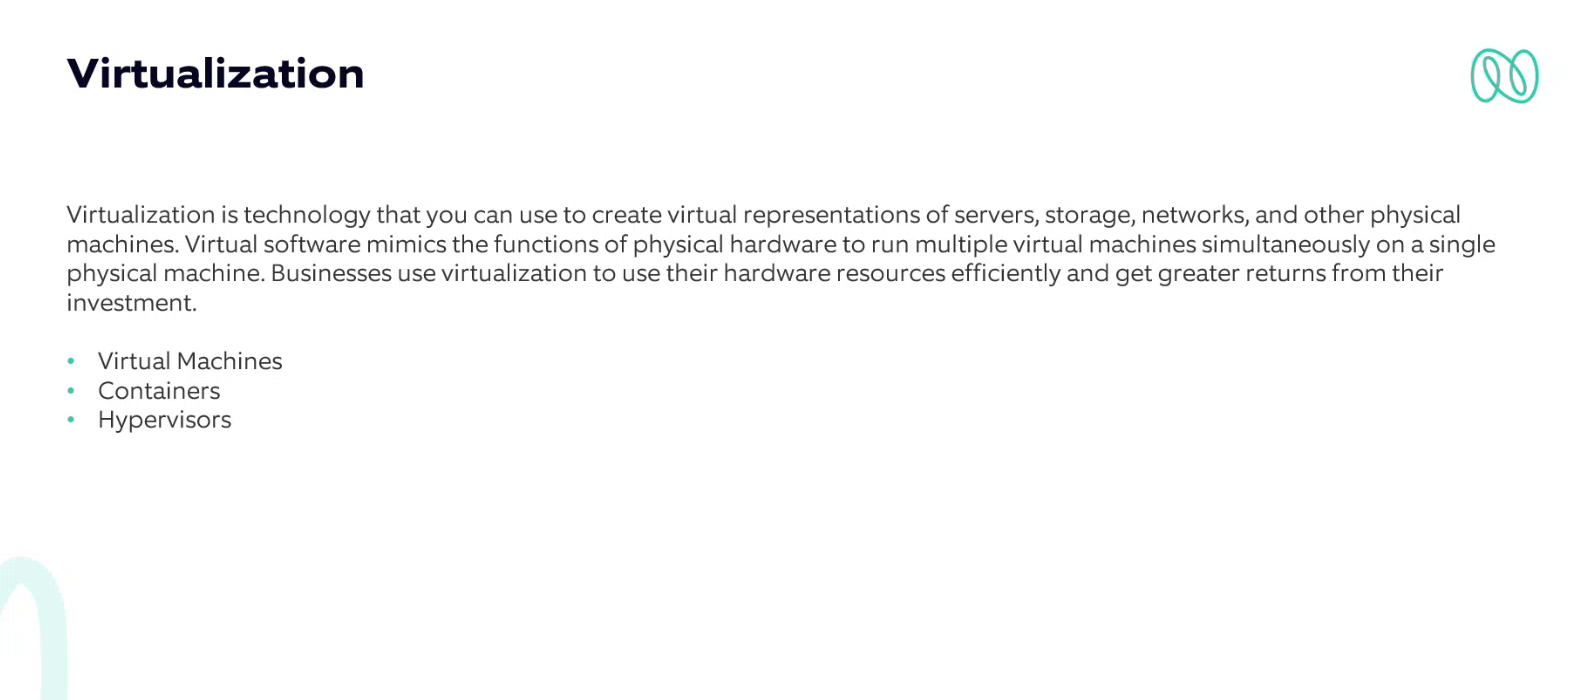 Virtualization
Virtualization is technology that you can use to create virtual representations of servers, storage, networks, and other physical
machines. Virtual software mimics the functions of physical hardware to run multiple virtual machines simultaneously on a single
physical machine. Businesses use virtualization to use their hardware resources efficiently and get greater returns from their
investment.
• Virtual Machines
• Containers
• Hypervisors